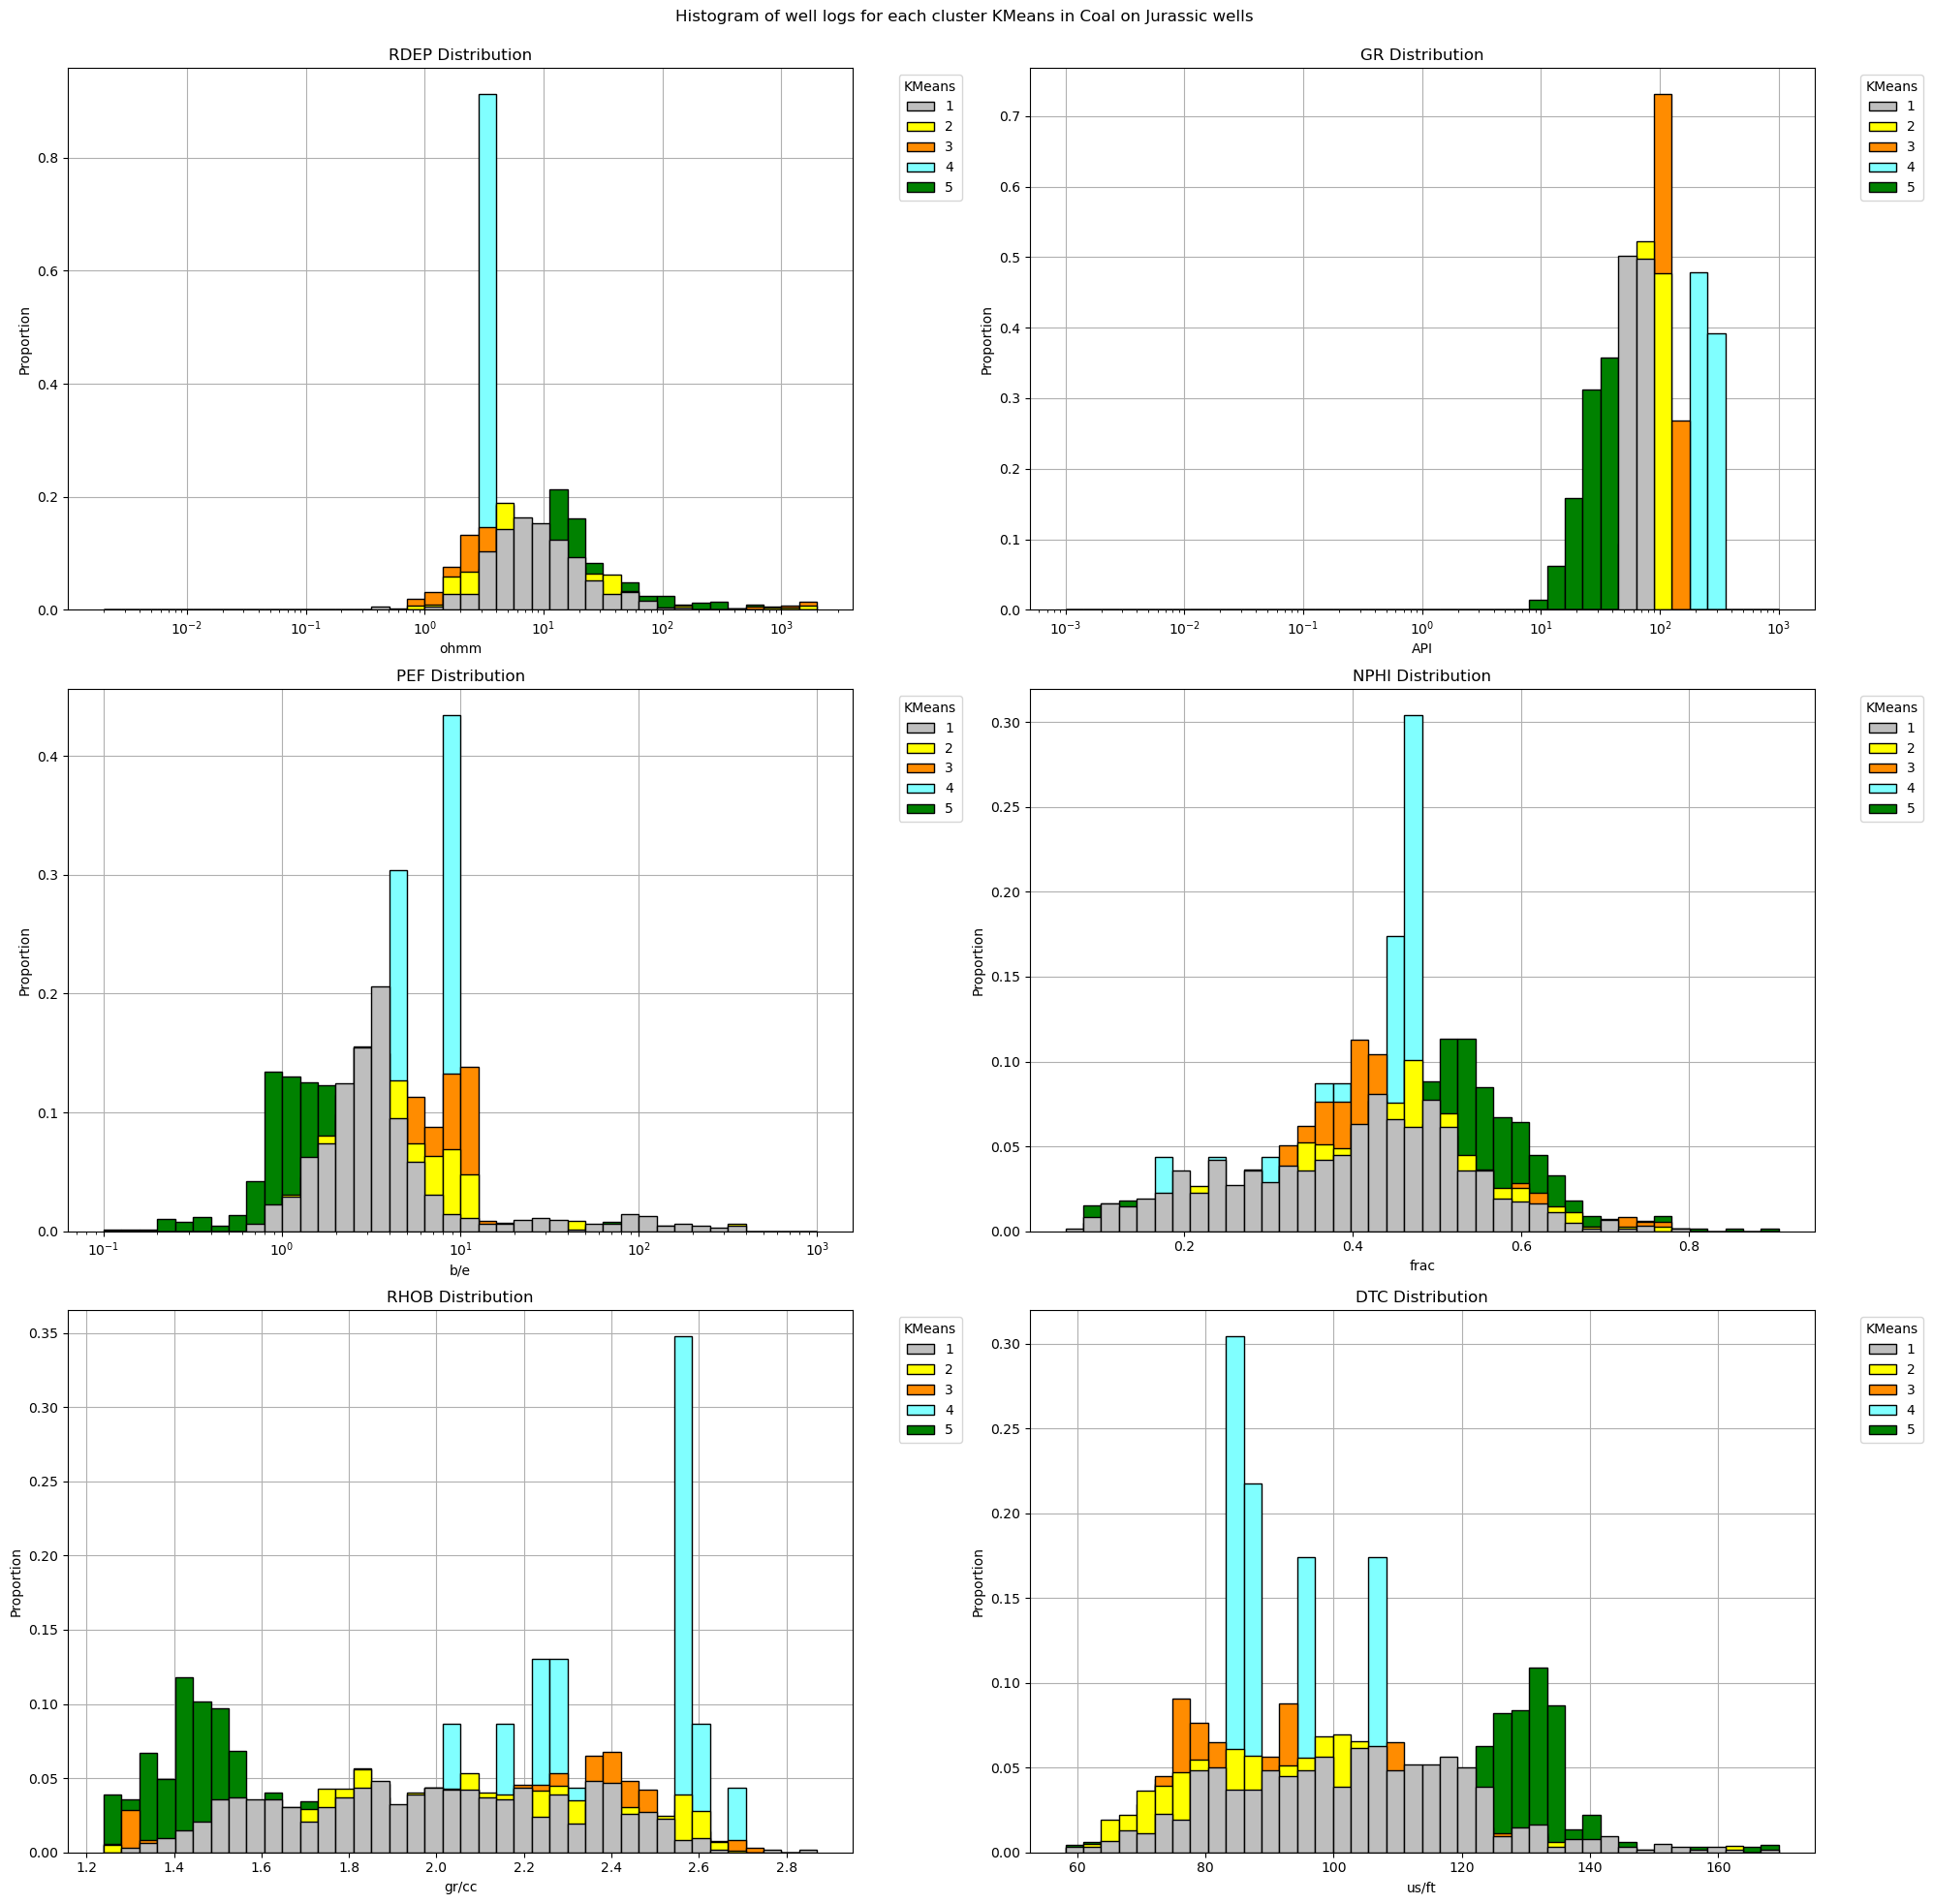 Histogram of well logs for each cluster KMeans in Coal on Jurassic wells
RDEP Distribution
Proportion
0.8
0.6
0.4
0.2
0.0
10⁻² 10⁻¹ 10⁰ 10¹ 10² 10³
ohmm
KMeans
1
2
3
4
5
GR Distribution
Proportion
0.7
0.6
0.5
0.4
0.3
0.2
0.1
0.0
10⁻³ 10⁻² 10⁻¹ 10⁰ 10¹ 10² 10³
API
KMeans
1
2
3
4
5
PEF Distribution
Proportion
0.4
0.3
0.2
0.1
0.0
10⁻¹ 10⁰ 10¹ 10² 10³
b/e
KMeans
1
2
3
4
5
NPHI Distribution
Proportion
0.30
0.25
0.20
0.15
0.10
0.05
0.00
0.2 0.4 0.6 0.8
frac
KMeans
1
2
3
4
5
RHOB Distribution
Proportion
0.35
0.30
0.25
0.20
0.15
0.10
0.05
0.00
1.2 1.4 1.6 1.8 2.0 2.2 2.4 2.6 2.8
gr/cc
KMeans
1
2
3
4
5
DTC Distribution
Proportion
0.30
0.25
0.20
0.15
0.10
0.05
0.00
60 80 100 120 140 160
us/ft
KMeans
1
2
3
4
5